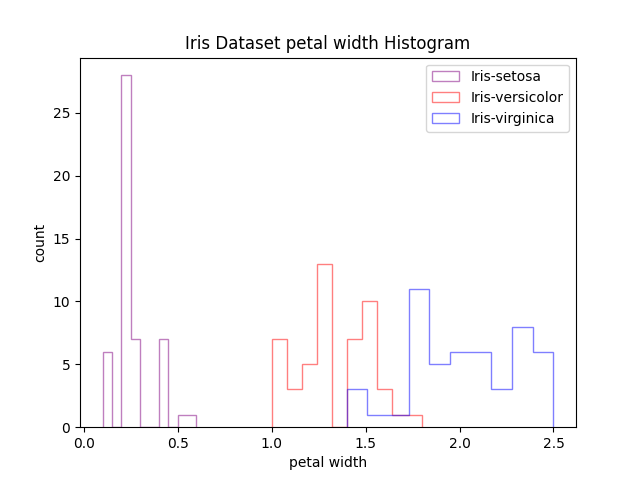 Iris Dataset petal width Histogram
Iris-setosa
Iris-versicolor
Iris-virginica
25
20
15
10
5
0
count
0.0 0.5 1.0 1.5 2.0 2.5
petal width